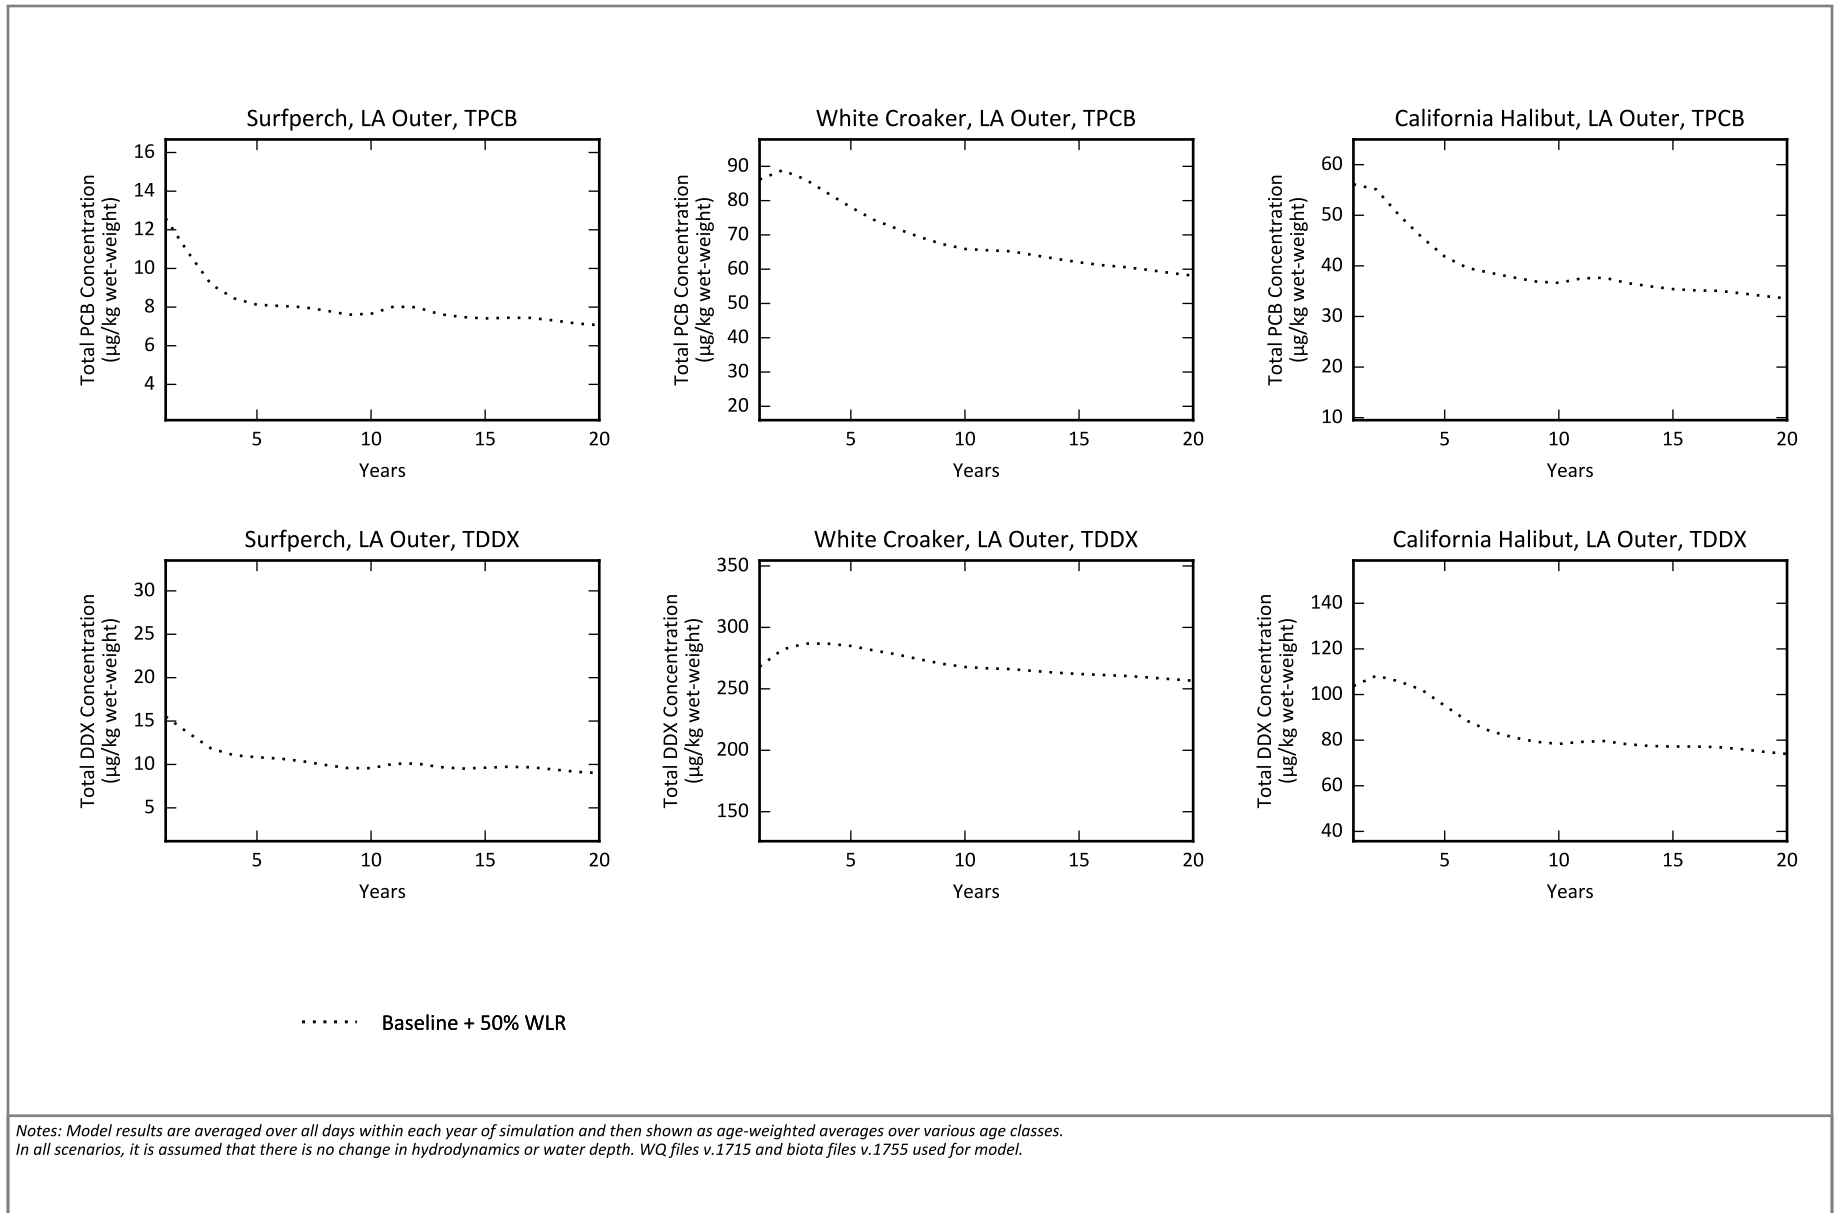 Surfperch, LA Outer, TPCB
Total PCB Concentration
(µg/kg wet-weight)
16
14
12
10
8
6
4
5 10 15 20
Years
White Croaker, LA Outer, TPCB
Total PCB Concentration
(µg/kg wet-weight)
90
80
70
60
50
40
30
20
5 10 15 20
Years
California Halibut, LA Outer, TPCB
Total PCB Concentration
(µg/kg wet-weight)
60
50
40
30
20
10
5 10 15 20
Years
Surfperch, LA Outer, TDDX
Total DDX Concentration
(µg/kg wet-weight)
30
25
20
15
10
5
5 10 15 20
Years
White Croaker, LA Outer, TDDX
Total DDX Concentration
(µg/kg wet-weight)
350
300
250
200
150
5 10 15 20
Years
California Halibut, LA Outer, TDDX
Total DDX Concentration
(µg/kg wet-weight)
140
120
100
80
60
40
5 10 15 20
Years
Baseline + 50% WLR
Notes: Model results are averaged over all days within each year of simulation and then shown as age-weighted averages over various age classes.
In all scenarios, it is assumed that there is no change in hydrodynamics or water depth. WQ files v.1715 and biota files v.1755 used for model.